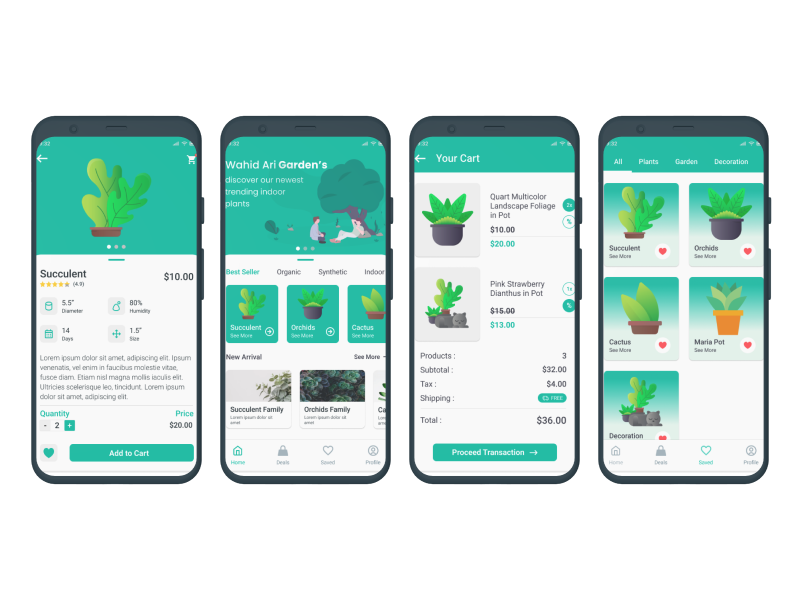 :32
Succulent
$10.00
(4.9)
5.5"
Diameter
80%
Humidity
14
Days
1.5"
Size
Lorem ipsum dolor sit amet, adipiscing elit. Ipsum
venenatis, vel enim in faucibus molestie vitae,
fusce diam. Etiam nisl magna mollis iaculis elit.
Ultricies scelerisque leo, tincidunt. Lorem ipsum
dolor sit amet, adipiscing elit.
Quantity
Price
- 2 +
$20.00
Add to Cart
:32
Wahid Ari Garden's
discover our newest
trending indoor
plants
Best Seller Organic Synthetic Indoor
Succulent
See More
Orchids
See More
Cactus
See More
New Arrival
See More
Succulent Family
Lorem ipsum dolor sit
amet
Orchids Family
Lorem ipsum dolor sit
amet
Ca
Lore
ame
Home Deals Saved Profile
:32
Your Cart
Quart Multicolor
Landscape Foliage
in Pot
2x
%
$10.00
$20.00
Pink Strawberry
Dianthus in Pot
1x
%
$15.00
$13.00
Products : 3
Subtotal : $32.00
Tax : $4.00
Shipping : FREE
Total : $36.00
Proceed Transaction
:32
All Plants Garden Decoration
Succulent
See More
Orchids
See More
Cactus
See More
Maria Pot
See More
Decoration
Home Deals Saved Profile